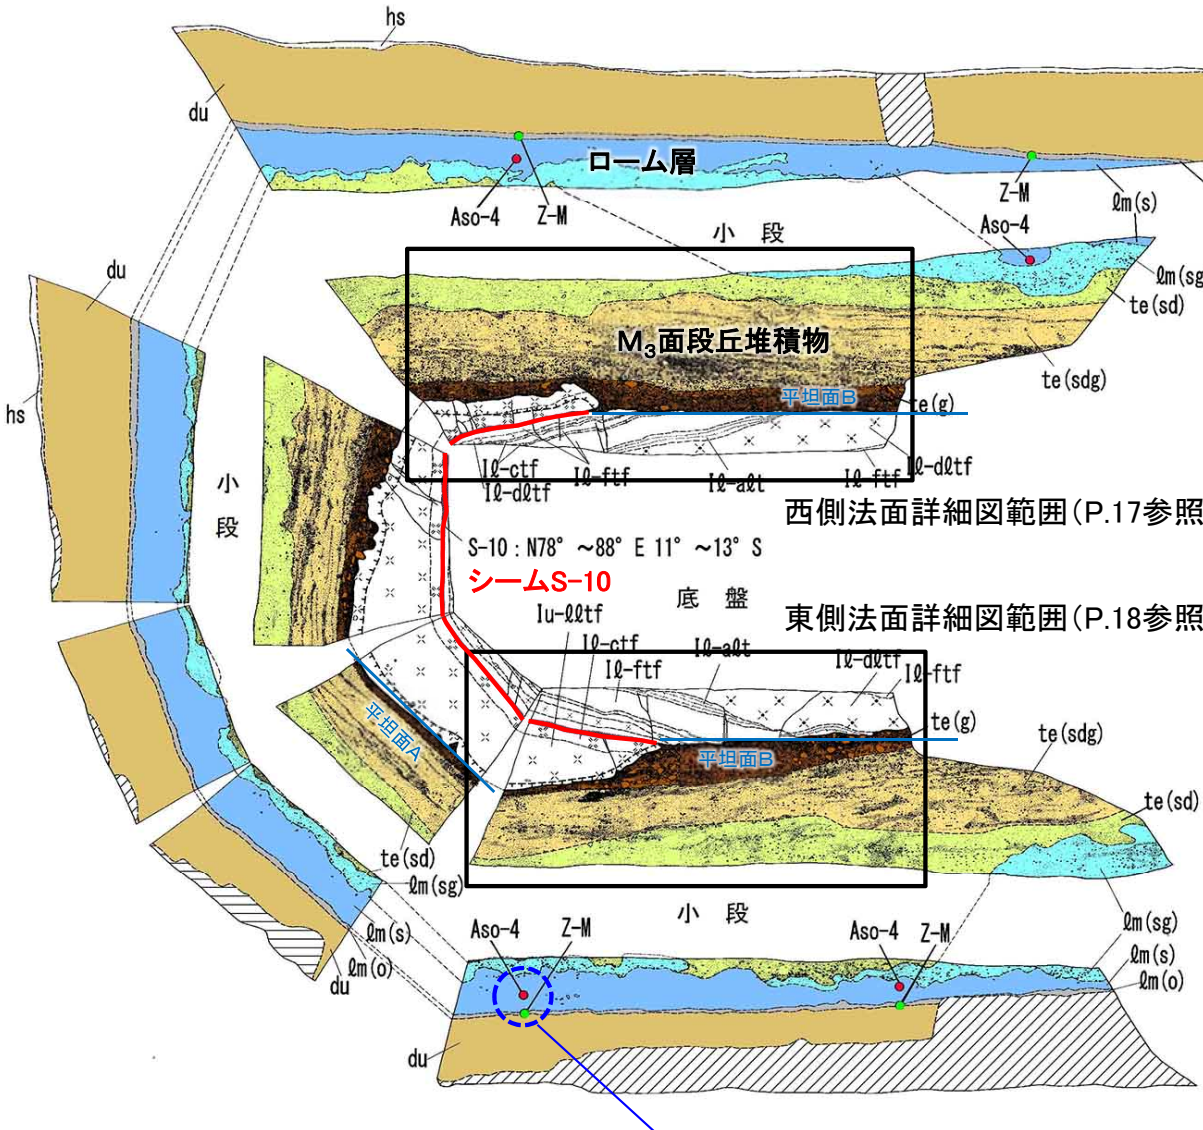 hs
du
ローム層
Aso-4
Z-M
Z-M
ℓm(s)
小 段
Aso-4
du
ℓm(sg
te(sd)
M₃面段丘堆積物
te(sdg)
hs
平坦面B
te(g)
小
段
Iℓ-ctf
Iℓ-ftf
Iℓ-dℓtf
Iℓ-aℓt
Iℓ-ftf
Iℓ-dℓtf
西側法面詳細図範囲(P.17参照
S-10 : N78° ～88° E 11° ～13° S
シームS-10
底 盤
Iu-ℓℓtf
東側法面詳細図範囲(P.18参照
Iℓ-ctf
Iℓ-ftf
Iℓ-aℓt
Iℓ-dℓtf
Iℓ-ftf
平坦面A
te(g)
te(sdg)
平坦面B
te(sd)
te(sd)
ℓm(sg)
小 段
ℓm(s)
ℓm(o)
du
Aso-4
Z-M
Aso-4
Z-M
ℓm(sg)
ℓm(s)
ℓm(o)
du